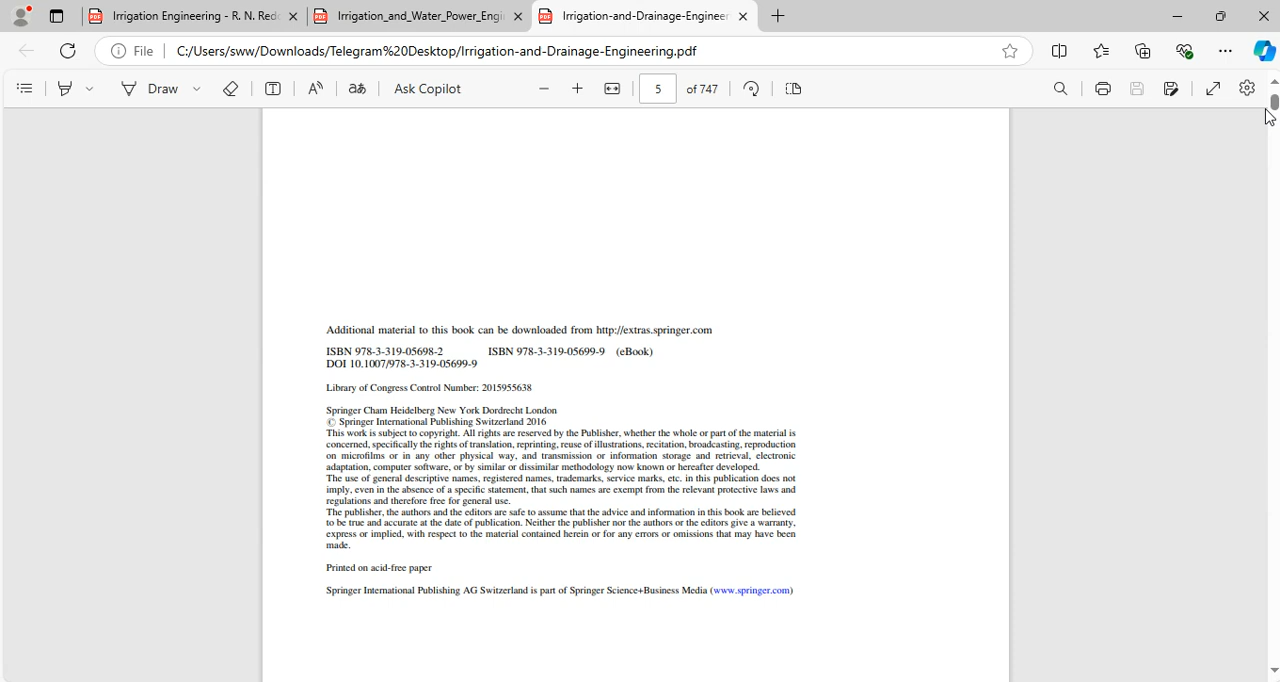 Irrigation Engineering - R. N. Red
Irrigation_and_Water_Power_Engi
Irrigation-and-Drainage-Engineer
File
C:/Users/sww/Downloads/Telegram%20Desktop/Irrigation-and-Drainage-Engineering.pdf
Draw
Ask Copilot
5 of 747
Additional material to this book can be downloaded from http://extras.springer.com
ISBN 978-3-319-05698-2 ISBN 978-3-319-05699-9 (eBook)
DOI 10.1007/978-3-319-05699-9
Library of Congress Control Number: 2015955638
Springer Cham Heidelberg New York Dordrecht London
© Springer International Publishing Switzerland 2016
This work is subject to copyright. All rights are reserved by the Publisher, whether the whole or part of the material is
concerned, specifically the rights of translation, reprinting, reuse of illustrations, recitation, broadcasting, reproduction
on microfilms or in any other physical way, and transmission or information storage and retrieval, electronic
adaptation, computer software, or by similar or dissimilar methodology now known or hereafter developed.
The use of general descriptive names, registered names, trademarks, service marks, etc. in this publication does not
imply, even in the absence of a specific statement, that such names are exempt from the relevant protective laws and
regulations and therefore free for general use.
The publisher, the authors and the editors are safe to assume that the advice and information in this book are believed
to be true and accurate at the date of publication. Neither the publisher nor the authors or the editors give a warranty,
express or implied, with respect to the material contained herein or for any errors or omissions that may have been
made.
Printed on acid-free paper
Springer International Publishing AG Switzerland is part of Springer Science+Business Media (www.springer.com)